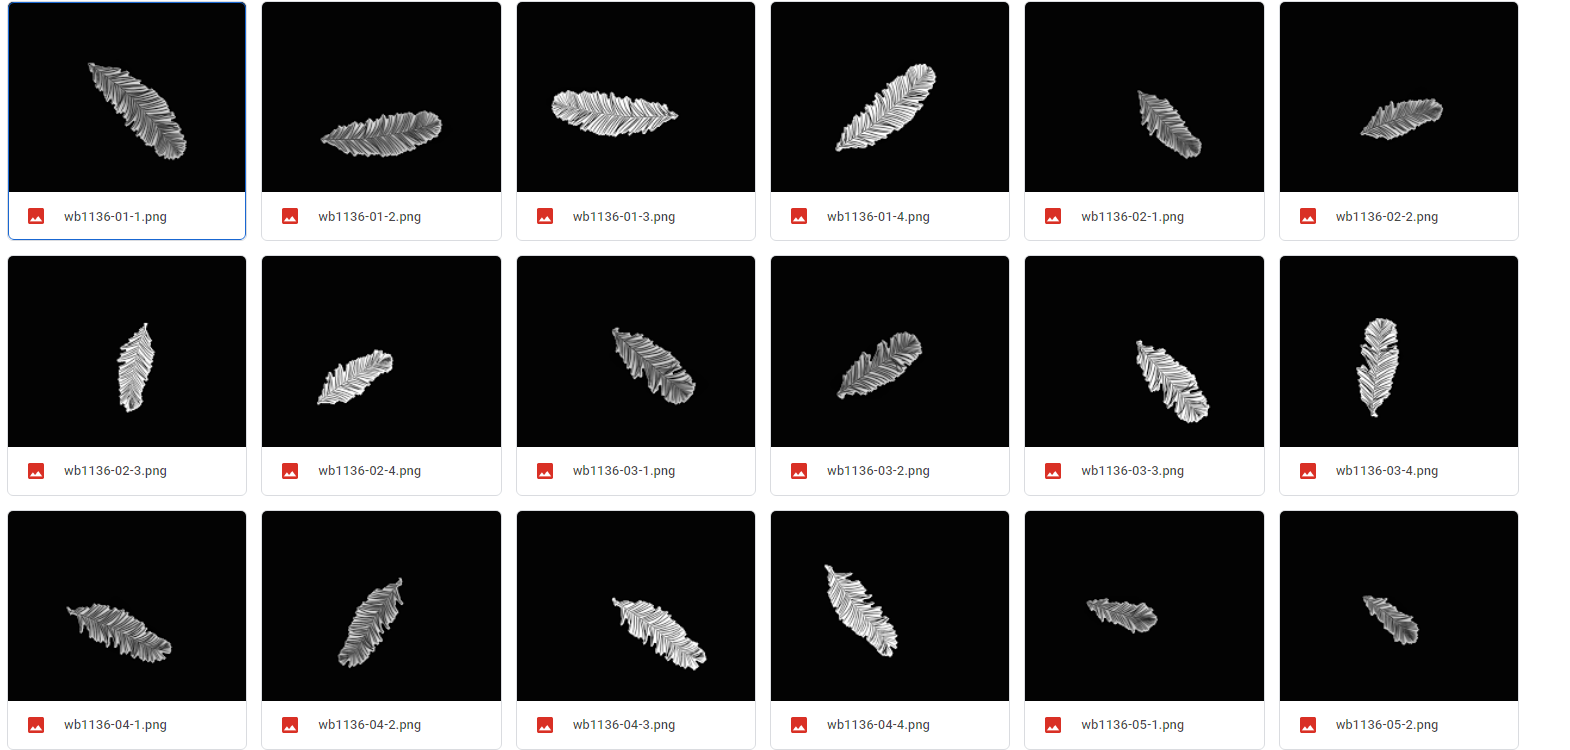 wb1136-01-1.png
wb1136-01-2.png
wb1136-01-3.png
wb1136-01-4.png
wb1136-02-1.png
wb1136-02-2.png
wb1136-02-3.png
wb1136-02-4.png
wb1136-03-1.png
wb1136-03-2.png
wb1136-03-3.png
wb1136-03-4.png
wb1136-04-1.png
wb1136-04-2.png
wb1136-04-3.png
wb1136-04-4.png
wb1136-05-1.png
wb1136-05-2.png